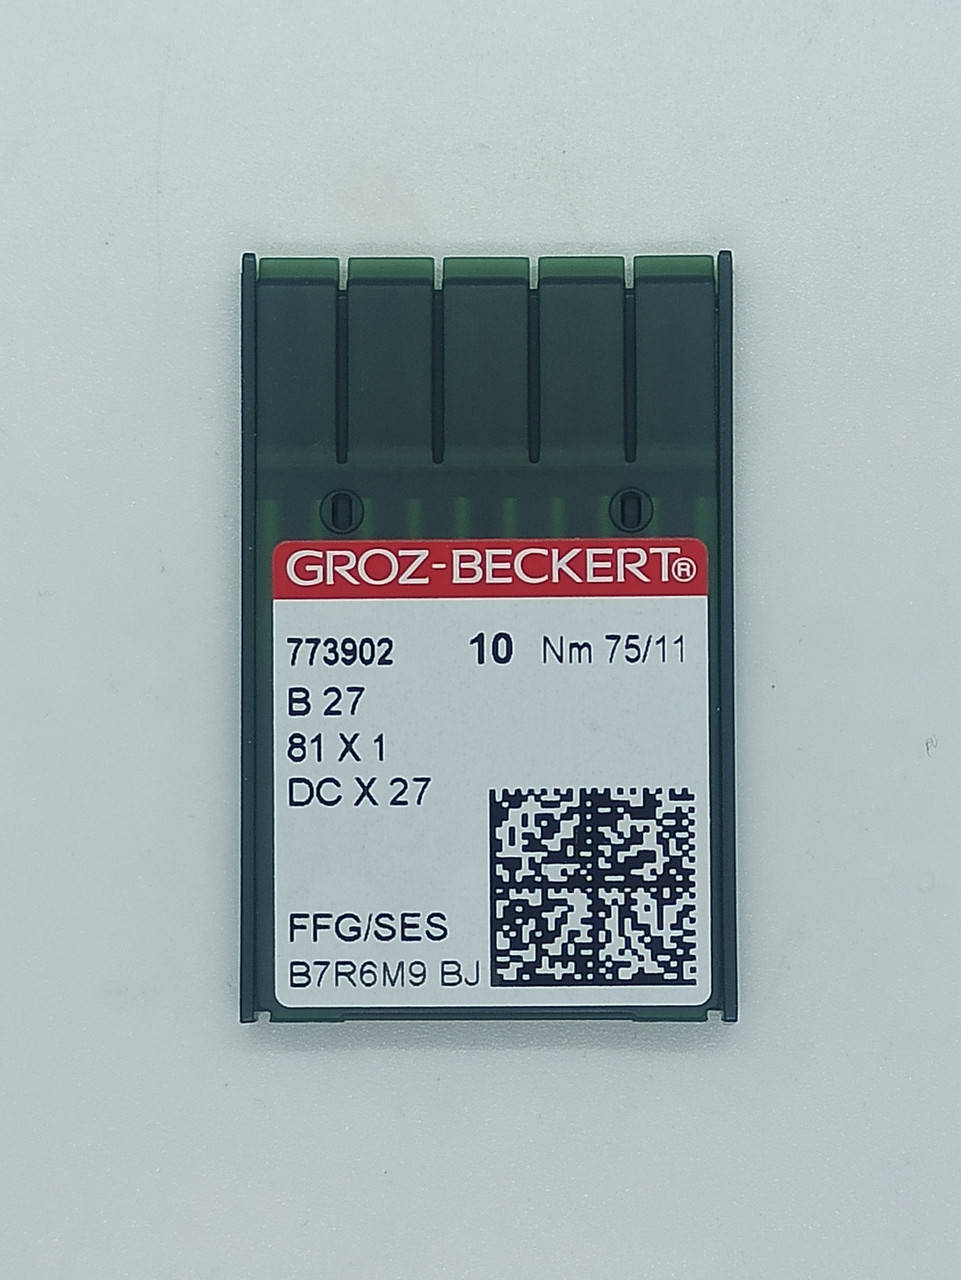 GROZ-BECKERT®
773902 10 Nm 75/11
B 27
81 X 1
DC X 27
FFG/SES
B7R6M9 BJ